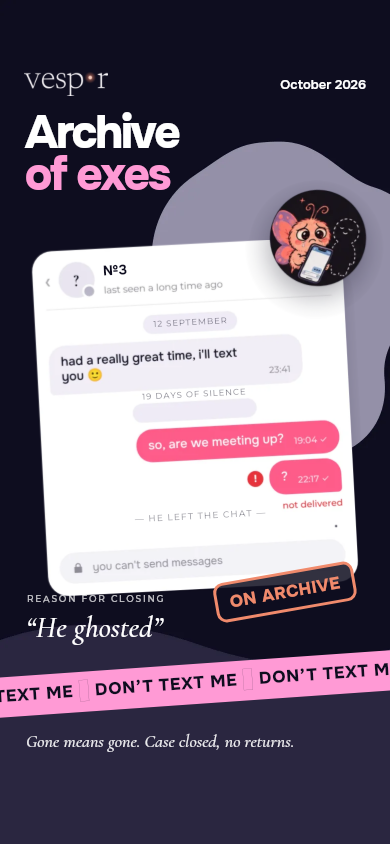 vesp r
October 2026
Archive
of exes
‹ ? №3
last seen a long time ago
12 SEPTEMBER
had a really great time, i'll text
you 🙂 23:41
19 DAYS OF SILENCE
so, are we meeting up? 19:04 ✓
! ? 22:17 ✓
not delivered
— HE LEFT THE CHAT —
you can't send messages
ON ARCHIVE
REASON FOR CLOSING
“He ghosted”
TEXT ME DON’T TEXT ME DON’T TEXT M
Gone means gone. Case closed, no returns.